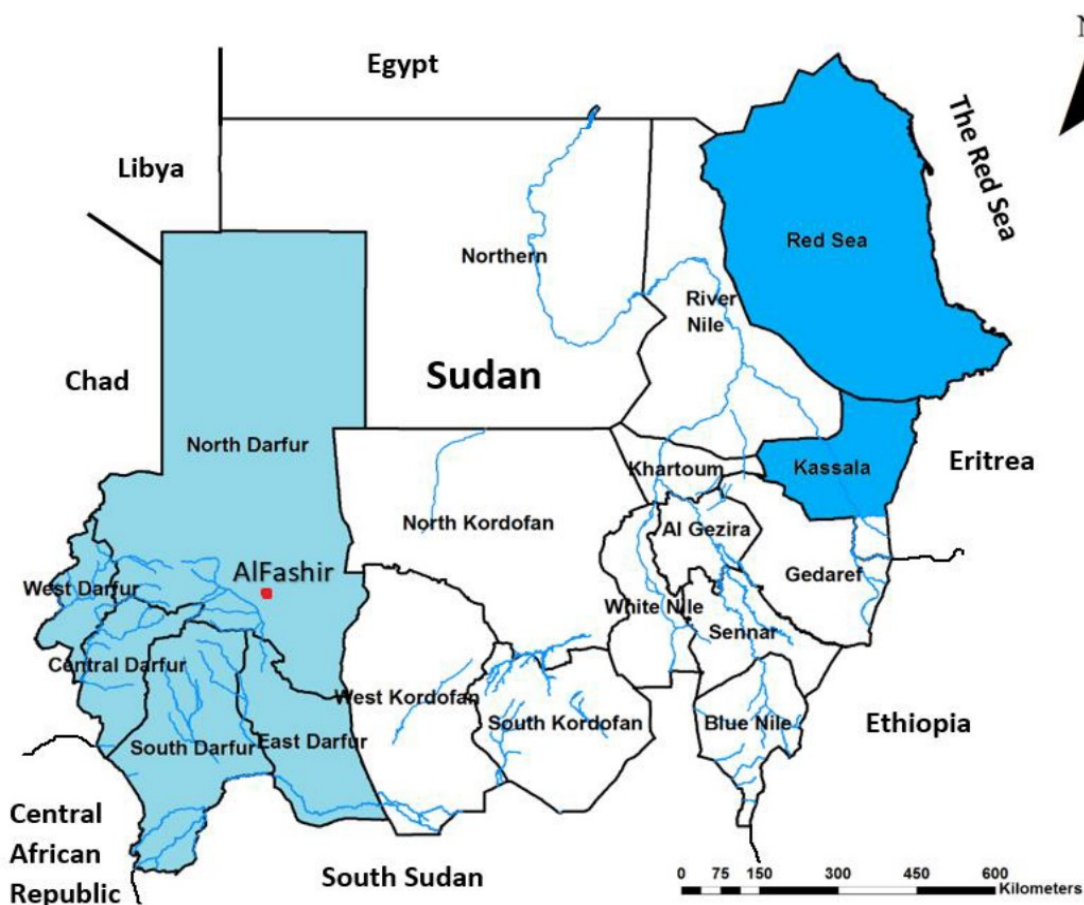 N
Egypt
The Red Sea
Libya
Red Sea
Northern
River
Nile
Sudan
Chad
North Darfur
Khartoum
Kassala
Eritrea
North Kordofan
Al Gezira
AlFashir
West Darfur
Gedaref
White Nile
Sennar
Central Darfur
West Kordofan
South Kordofan
Blue Nile
Ethiopia
South Darfur
East Darfur
Central
African
Republic
South Sudan
0 75 150 300 450 600
Kilometers